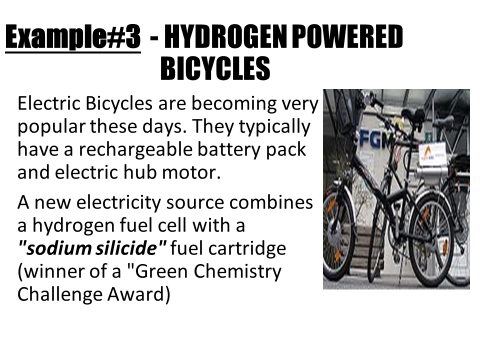 Example#3 - HYDROGEN POWERED
BICYCLES
Electric Bicycles are becoming very
popular these days. They typically
have a rechargeable battery pack
and electric hub motor.
A new electricity source combines
a hydrogen fuel cell with a
"sodium silicide" fuel cartridge
(winner of a "Green Chemistry
Challenge Award)